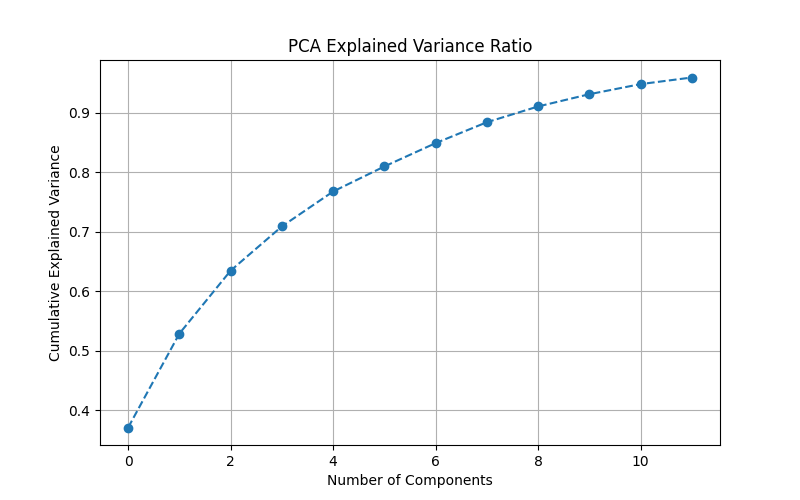 PCA Explained Variance Ratio
Cumulative Explained Variance
0.9
0.8
0.7
0.6
0.5
0.4
0 2 4 6 8 10
Number of Components